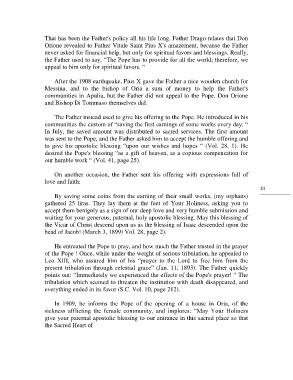 That has been the Father's policy all his life long. Father Drago relates that Don
Orione revealed to Father Vitale Saint Pius X's amazement, because the Father
never asked for financial help, but only for spiritual favors and blessings. Really,
the Father used to say, "The Pope has to provide for all the world; therefore, we
appeal to him only for spiritual favors. "
After the 1908 earthquake, Pius X gave the Father a nice wooden church for
Messina, and to the bishop of Oria a sum of money to help the Father's
communities in Apulia, but the Father did not appeal to the Pope. Don Orione
and Bishop Di Tommaso themselves did.
The Father instead used to give his offering to the Pope. He introduced in his
communities the custom of "saving the first earnings of some works every day. "
In July, the saved amount was distributed to sacred services. The first amount
was sent to the Pope, and the Father asked him to accept the humble offering and
to give his apostolic blessing "upon our wishes and hopes " (Vol. 28, 1). He
desired the Pope's blessing "as a gift of heaven, as a copious compensation for
our humble work " (Vol. 41, page 25).
On another occasion, the Father sent his offering with expressions full of
love and faith:
33
By saving some coins from the earning of their small works, (my orphans)
gathered 25 liras. They lay them at the feet of Your Holiness, asking you to
accept them benignly as a sign of our deep love and very humble submission and
waiting for your generous, paternal, holy apostolic blessing. May this blessing of
the Vicar of Christ descend upon us as the blessing of Isaac descended upon the
head of Jacob! (March 3, 1899) Vol. 28, page 2).
He entreated the Pope to pray, and how much the Father trusted in the prayer
of the Pope ! Once, while under the weight of serious tribulation, he appealed to
Leo XIII, who assured him of his "prayer to the Lord to free him from the
present tribulation through celestial grace" (Jan. 11, 1893). The Father quickly
points out: "Immediately we experienced the effects of the Pope's prayer! " The
tribulation which seemed to threaten the institution with death disappeared, and
everything ended in its favor (S.C. Vol. 10, page 212).
In 1909, he informs the Pope of the opening of a house in Oria, of the
sickness afflicting the female community, and implores: "May Your Holiness
give your paternal apostolic blessing to our entrance in this sacred place so that
the Sacred Heart of